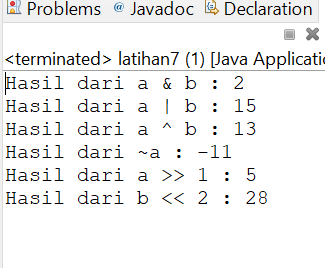 Problems @ Javadoc Declaration
<terminated> latihan7 (1) [Java Applicatio
Hasil dari a & b : 2
Hasil dari a | b : 15
Hasil dari a ^ b : 13
Hasil dari ~a : -11
Hasil dari a >> 1 : 5
Hasil dari b << 2 : 28